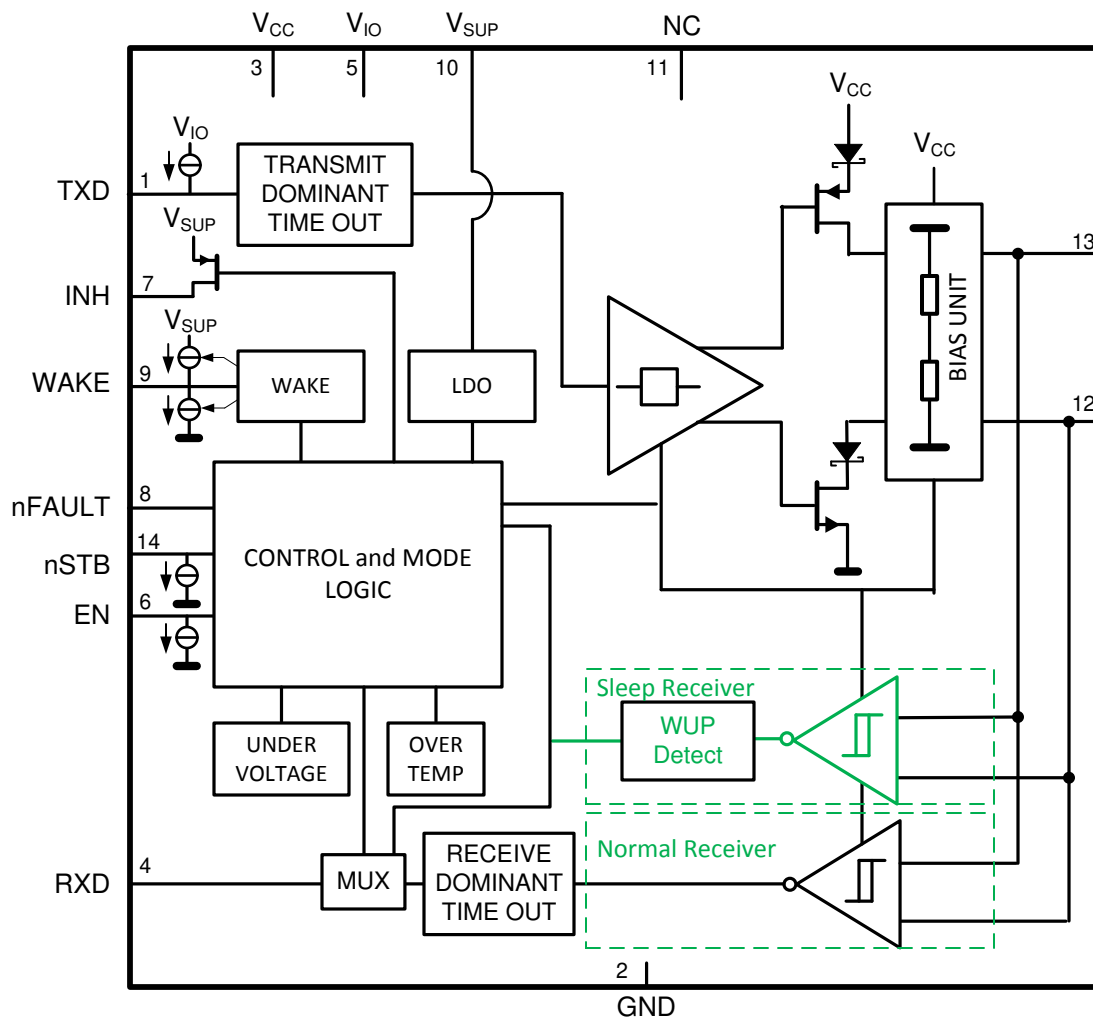 VCC VIO VSUP NC
3 5 10 11
VCC
VIO
VCC
TXD 1
TRANSMIT
DOMINANT
TIME OUT
VSUP
13
INH 7
BIAS UNIT
VSUP
WAKE 9
WAKE
LDO
12
nFAULT 8
nSTB 14
EN 6
CONTROL and MODE
LOGIC
Sleep Receiver
WUP
Detect
UNDER
VOLTAGE
OVER
TEMP
Normal Receiver
RXD 4
MUX
RECEIVE
DOMINANT
TIME OUT
2
GND